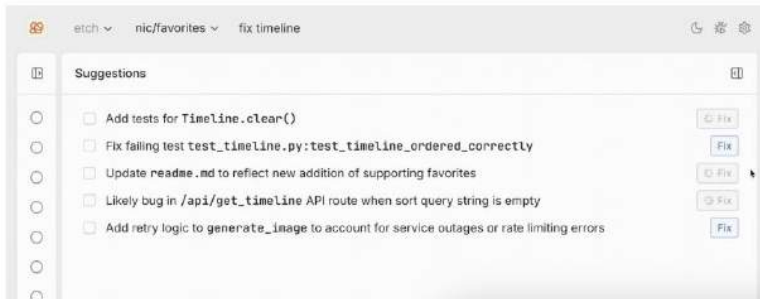 etch nic/favorites fix timeline
Suggestions
Add tests for Timeline.clear() Fix
Fix failing test test_timeline.py:test_timeline_ordered_correctly Fix
Update readme.md to reflect new addition of supporting favorites Fix
Likely bug in /api/get_timeline API route when sort query string is empty Fix
Add retry logic to generate_image to account for service outages or rate limiting errors Fix